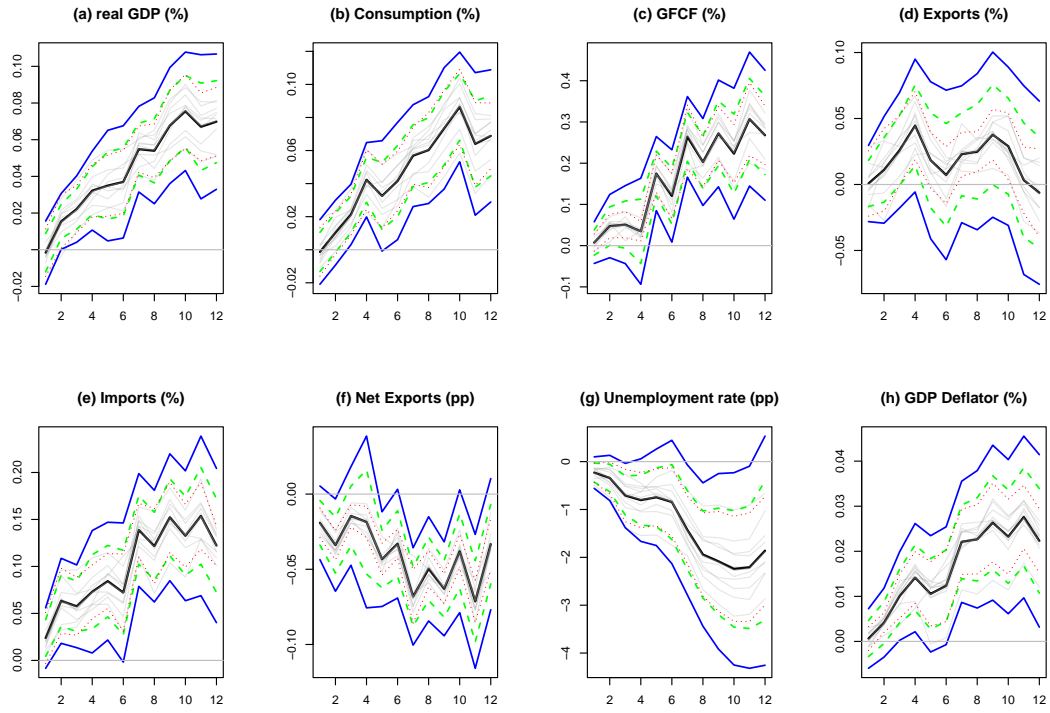 (a) real GDP (%)
(b) Consumption (%)
(c) GFCF (%)
(d) Exports (%)
0.10
0.08
0.06
0.04
0.02
0.00
−0.02
2 4 6 8 10 12
0.10
0.06
0.02
−0.02
2 4 6 8 10 12
0.4
0.3
0.2
0.1
0.0
−0.1
2 4 6 8 10 12
0.10
0.05
0.00
−0.05
2 4 6 8 10 12
(e) Imports (%)
(f) Net Exports (pp)
(g) Unemployment rate (pp)
(h) GDP Deflator (%)
0.20
0.15
0.10
0.05
0.00
2 4 6 8 10 12
0.00
−0.05
−0.10
2 4 6 8 10 12
0
−1
−2
−3
−4
2 4 6 8 10 12
0.04
0.03
0.02
0.01
0.00
2 4 6 8 10 12